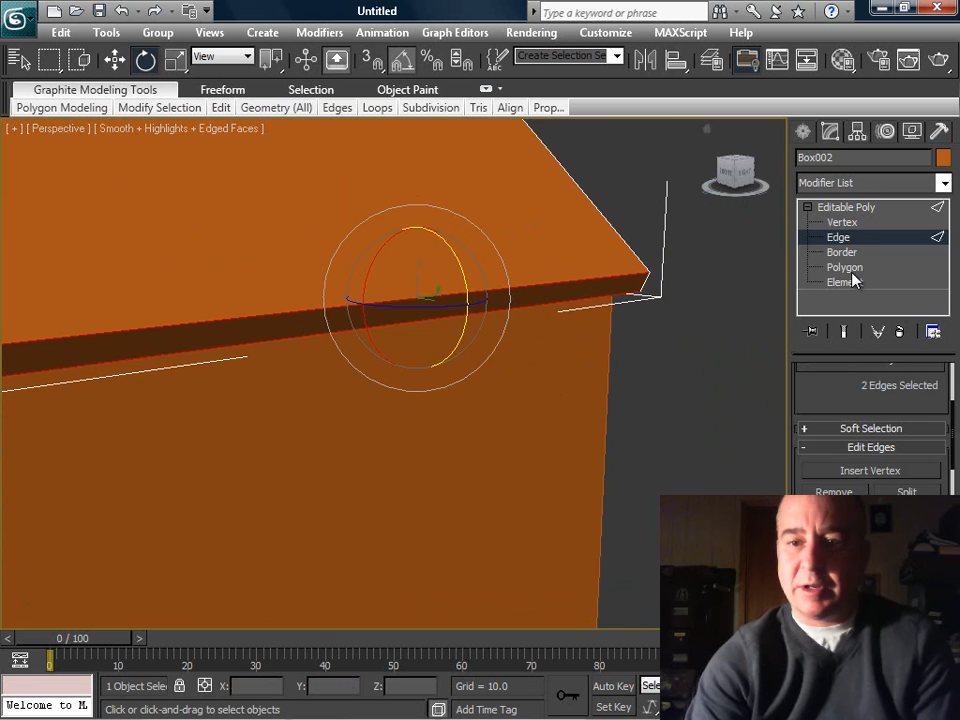 Untitled
Type a keyword or phrase
Edit Tools Group Views Create Modifiers Animation Graph Editors Rendering Customize MAXScript Help
View
3
Create Selection Se
Graphite Modeling Tools Freeform Selection Object Paint
Polygon Modeling Modify Selection Edit Geometry (All) Edges Loops Subdivision Tris Align Prop...
[ + ] [ Perspective ] [ Smooth + Highlights + Edged Faces ]
Box002
Modifier List
Editable Poly
Vertex
Edge
Border
Polygon
Eleme
2 Edges Selected
+ Soft Selection
- Edit Edges
Insert Vertex
Remove Split
< 0 / 100 >
0 10 20 30 40 50 60 70 80
1 Object Sele X: Y: Z: Grid = 10.0 Auto Key Selec
Welcome to M Click or click-and-drag to select objects Add Time Tag Set Key